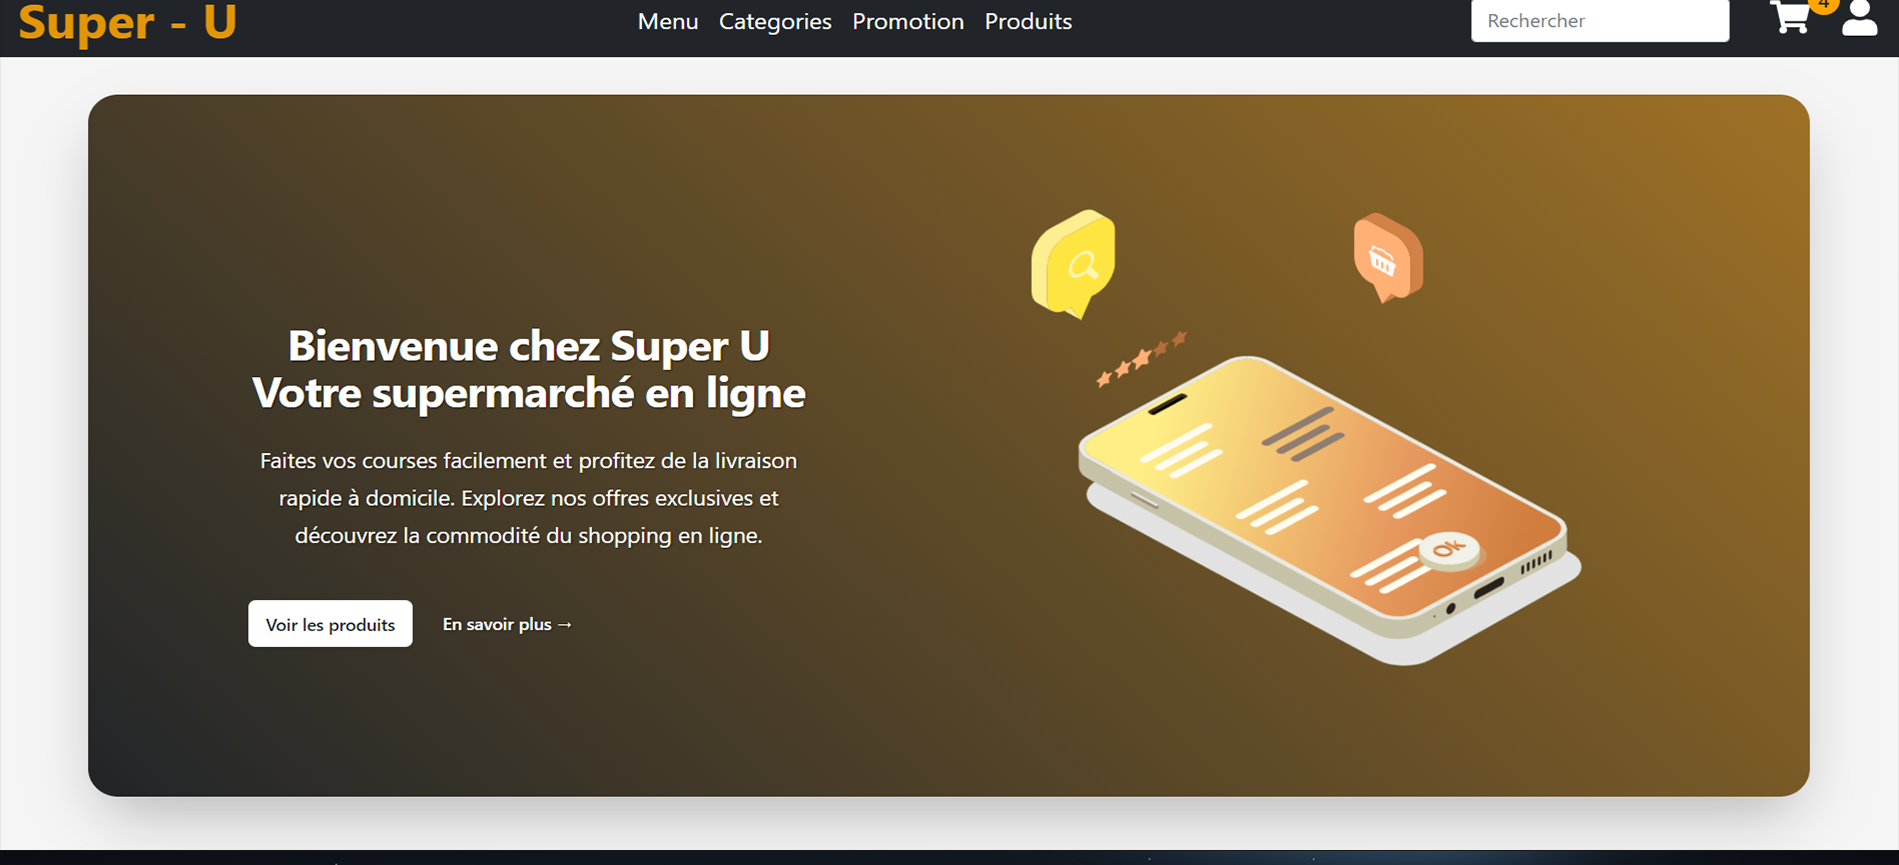 Super - U
Menu Categories Promotion Produits
Rechercher
4
Bienvenue chez Super U
Votre supermarché en ligne
Faites vos courses facilement et profitez de la livraison
rapide à domicile. Explorez nos offres exclusives et
découvrez la commodité du shopping en ligne.
Voir les produits
En savoir plus →
Ok